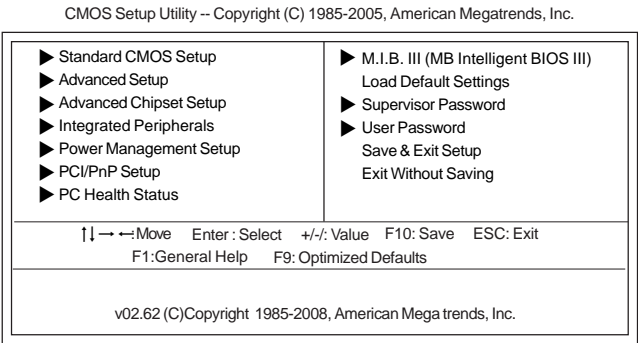 CMOS Setup Utility -- Copyright (C) 1985-2005, American Megatrends, Inc.
Standard CMOS Setup
Advanced Setup
Advanced Chipset Setup
Integrated Peripherals
Power Management Setup
PCI/PnP Setup
PC Health Status
M.I.B. III (MB Intelligent BIOS III)
Load Default Settings
Supervisor Password
User Password
Save & Exit Setup
Exit Without Saving
↑↓→←:Move Enter : Select +/-/: Value F10: Save ESC: Exit
F1:General Help F9: Optimized Defaults
v02.62 (C)Copyright 1985-2008, American Mega trends, Inc.